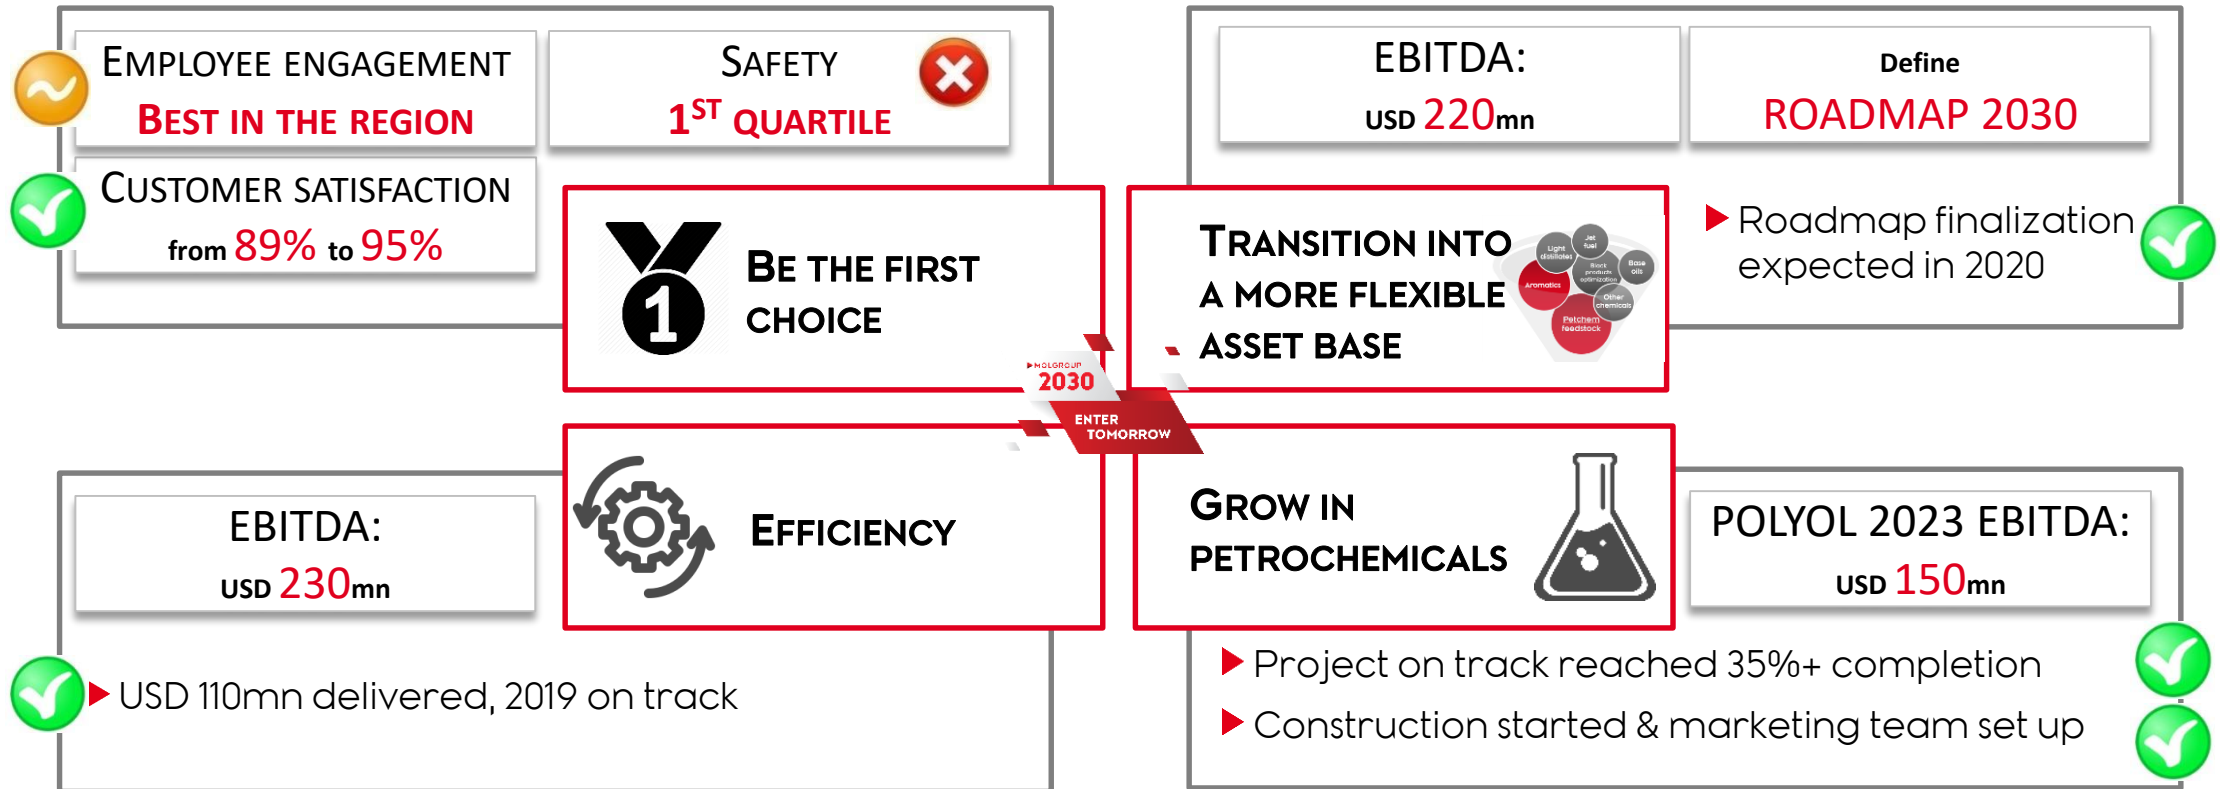 EMPLOYEE ENGAGEMENT
BEST IN THE REGION
SAFETY
1ST QUARTILE
CUSTOMER SATISFACTION
from 89% to 95%
1
BE THE FIRST
CHOICE
EBITDA:
USD 220mn
Define
ROADMAP 2030
TRANSITION INTO
A MORE FLEXIBLE
ASSET BASE
Light
distillates
Jet
fuel
Black
products
optimization
Base
oils
Aromatics
Other
chemicals
Petchem
feedstock
Roadmap finalization
expected in 2020
MOLGROUP
2030
ENTER
TOMORROW
EBITDA:
USD 230mn
EFFICIENCY
USD 110mn delivered, 2019 on track
GROW IN
PETROCHEMICALS
POLYOL 2023 EBITDA:
USD 150mn
Project on track reached 35%+ completion
Construction started & marketing team set up